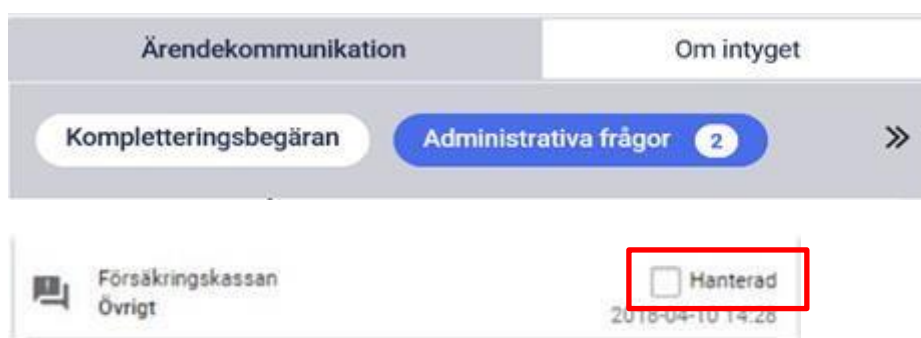 Ärendekommunikation Om intyget
Kompletteringsbegäran Administrativa frågor 2 »
Försäkringskassan Hanterad
Övrigt 2018-04-10 14:28